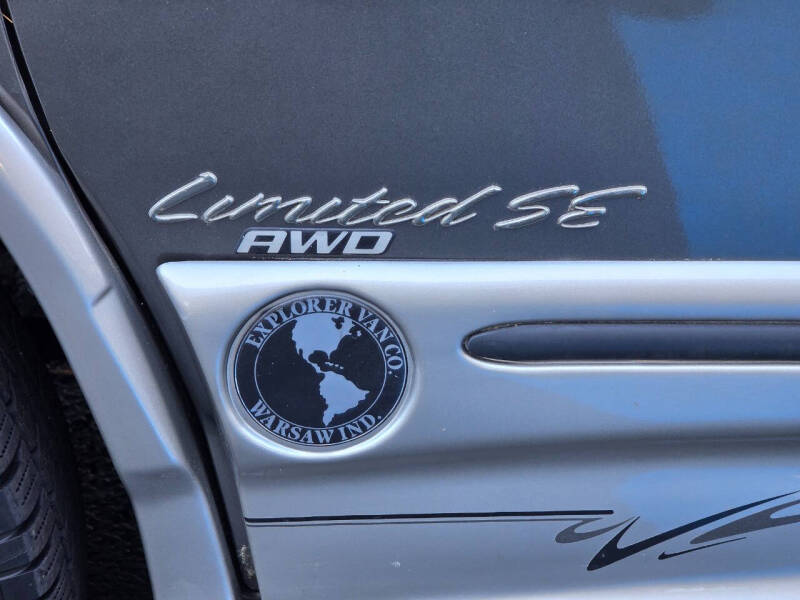 Limited SE
AWD
EXPLORER VAN CO.
WARSAW IND.